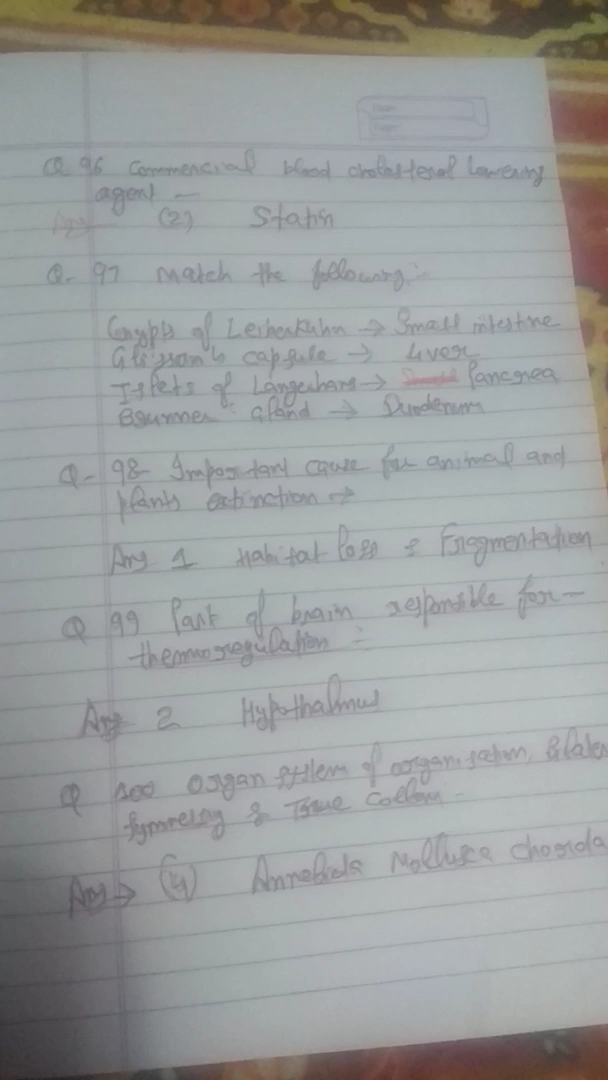 Q 96 Commercial blood cholesterol Lowering
agent —
(2) Statin
Q- 97 Match the following:-
Crypts of Leiberkuhn → Small intestine
Glisson's capsule → Liver
Islets of Langerhans → Pancrea
Brunner gland → Duodenum
Q- 98 Important cause for animal and
plants extinction →
Ans 1 Habitat loss & Fragmentation
Q 99 Part of brain responsible for —
thermoregulation :-
Ans 2 Hypothalmus
Q 100 Organ system of organisation,
symmetry & True Coelom -
Ans → (4) Annelida Mollusca chorda